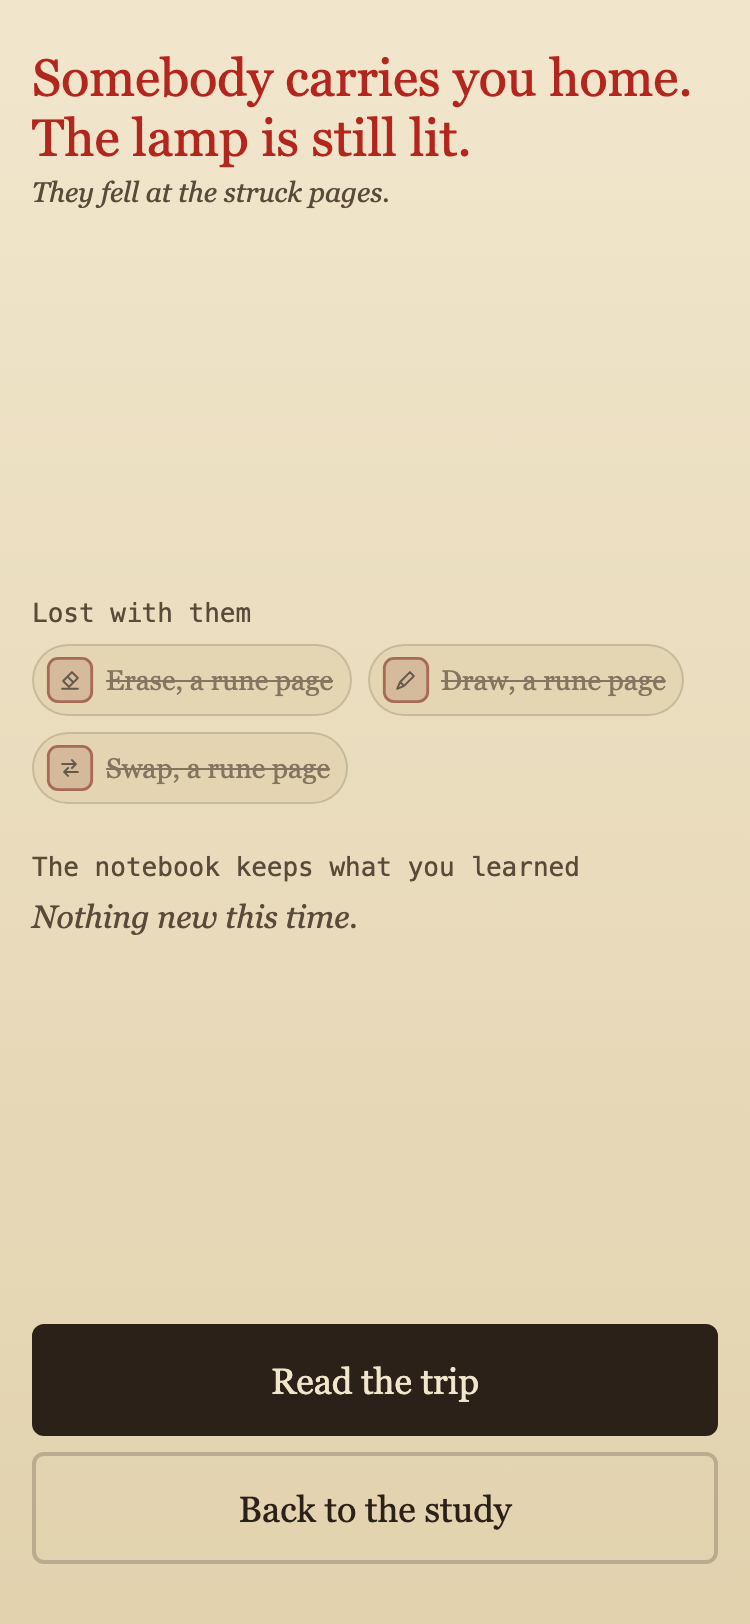 Somebody carries you home.
The lamp is still lit.
They fell at the struck pages.
Lost with them
Erase, a rune page
Draw, a rune page
Swap, a rune page
The notebook keeps what you learned
Nothing new this time.
Read the trip
Back to the study